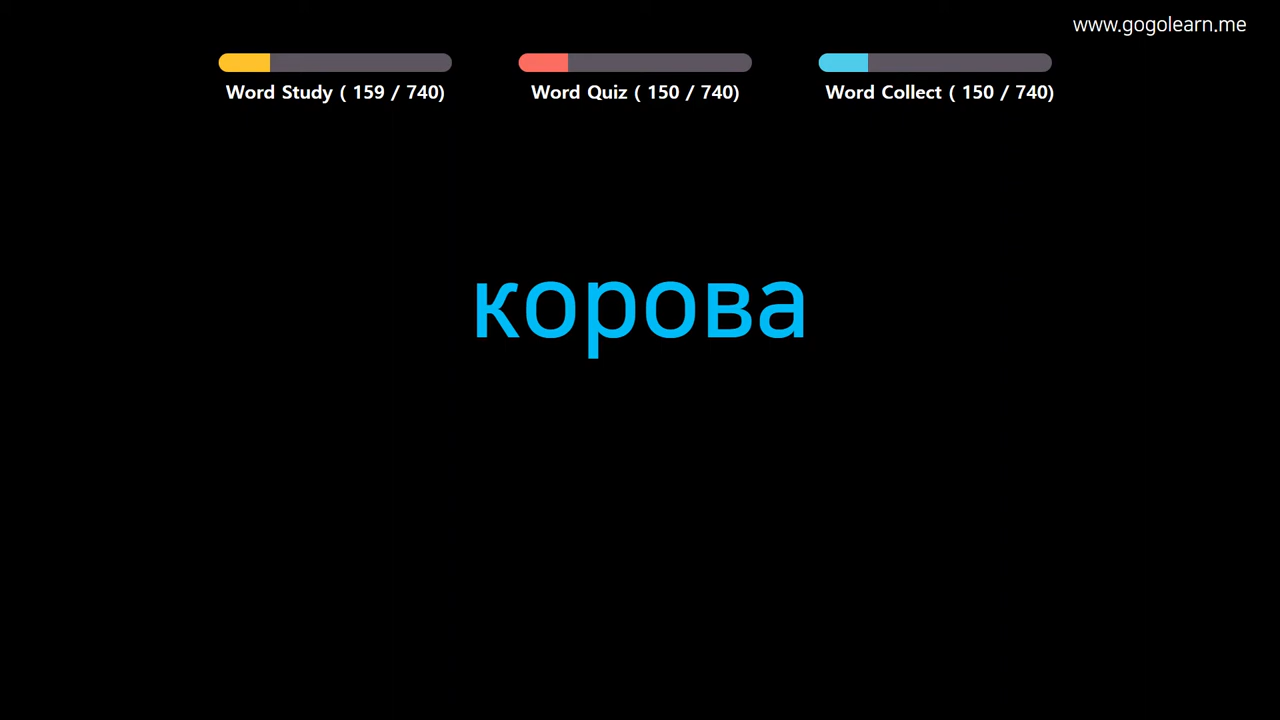 www.gogolearn.me
Word Study ( 159 / 740)
Word Quiz ( 150 / 740)
Word Collect ( 150 / 740)
корова